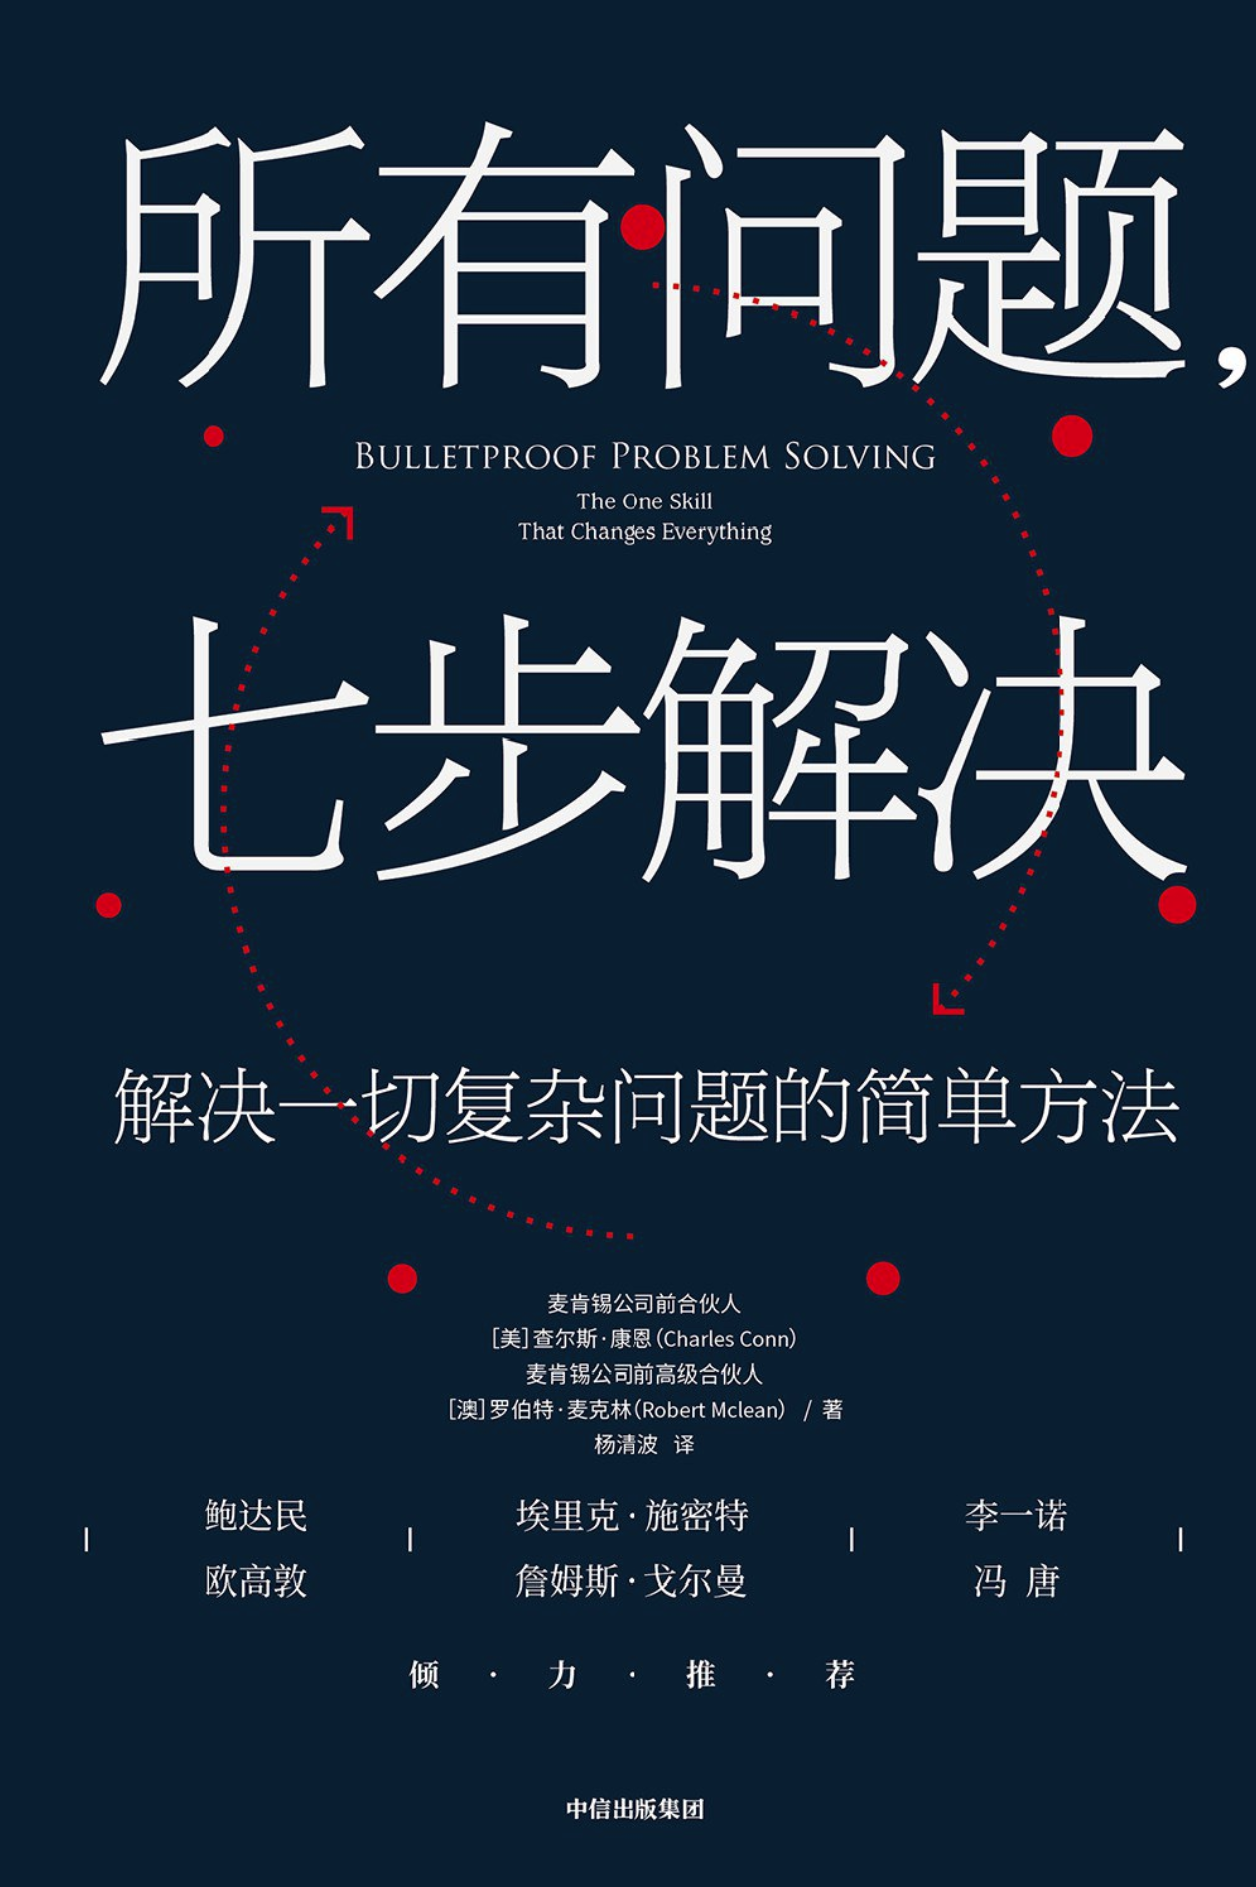 所有问题，
BULLETPROOF PROBLEM SOLVING
The One Skill
That Changes Everything
七步解决
解决一切复杂问题的简单方法
麦肯锡公司前合伙人
[美]查尔斯·康恩（Charles Conn）
麦肯锡公司前高级合伙人
[澳]罗伯特·麦克林（Robert Mclean） / 著
杨清波 译
鲍达民 埃里克·施密特 李一诺
欧高敦 詹姆斯·戈尔曼 冯 唐
倾 · 力 · 推 · 荐
中信出版集团